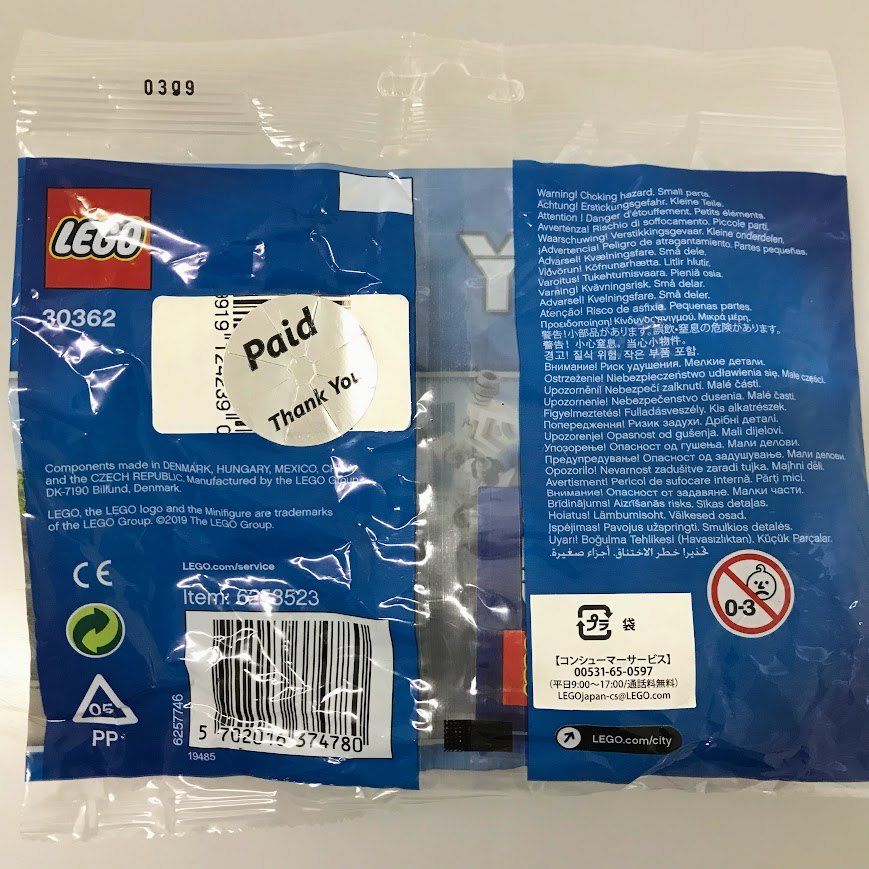 0399
LEGO
30362
Paid
Thank You
Components made in DENMARK, HUNGARY, MEXICO,
and the CZECH REPUBLIC. Manufactured by the LEGO Group,
DK-7190 Billund, Denmark.
LEGO, the LEGO logo and the Minifigure are trademarks
of the LEGO Group. ©2019 The LEGO Group.
CE
LEGO.com/service
Item:
05
PP
6257746
5 702016 374780
19485
Y
Warning! Choking hazard. Small parts.
Achtung! Erstickungsgefahr. Kleine Teile.
Attention ! Danger d'étouffement. Petits éléments.
Avvertenza! Rischio di soffocamento. Piccole parti.
Waarschuwing! Verstikkingsgevaar. Kleine onderdelen.
¡Advertencia! Peligro de atragantamiento. Partes pequeñas.
Advarsel! Kvælningsfare. Små dele.
Viðvörun! Köfnunarhætta. Litlir hlutir.
Varoitus! Tukehtumisvaara. Pieniä osia.
Varning! Kvävningsrisk. Små delar.
Advarsel! Kvelningsfare. Små deler.
Atenção! Risco de asfixia. Pequenas partes.
Προειδοποίηση! Κίνδυνος πνιγμού. Μικρά μέρη.
警告!小部品があります。誤飲・窒息の危険があります。
警告! 小心窒息。当心小物件。
경고! 질식 위험. 작은 부품 포함.
Внимание! Риск удушения. Мелкие детали.
Ostrzeżenie! Niebezpieczeństwo udławienia się. Małe części.
Upozornění! Nebezpečí zalknutí. Malé části.
Upozornenie! Nebezpečenstvo dusenia. Malé časti.
Figyelmeztetés! Fulladásveszély. Kis alkatrészek.
Попередження! Ризик задухи. Дрібні деталі.
Upozorenje! Opasnost od gušenja. Mali dijelovi.
Упозорење! Опасност од гушења. Мали делови.
Предупредување! Опасност од задушување. Мали делови.
Opozorilo! Nevarnost zadušitve zaradi tujka. Majhni deli.
Avertisment! Pericol de sufocare internă. Părți mici.
Внимание! Опасност от задавяне. Малки части.
Brīdinājums! Aizrīšanās risks. Sīkas detaļas.
Hoiatus! Lämbumisoht. Väikesed osad.
Įspėjimas! Pavojus užspringti. Smulkios detalės.
Uyarı! Boğulma Tehlikesi (Havasızlıktan). Küçük Parçalar.
تحذير! خطر الاختناق. أجزاء صغيرة.
0-3
プラ 袋
【コンシューマーサービス】
00531-65-0597
(平日9:00～17:00/通話料無料)
LEGOjapan-cs@LEGO.com
LEGO.com/city